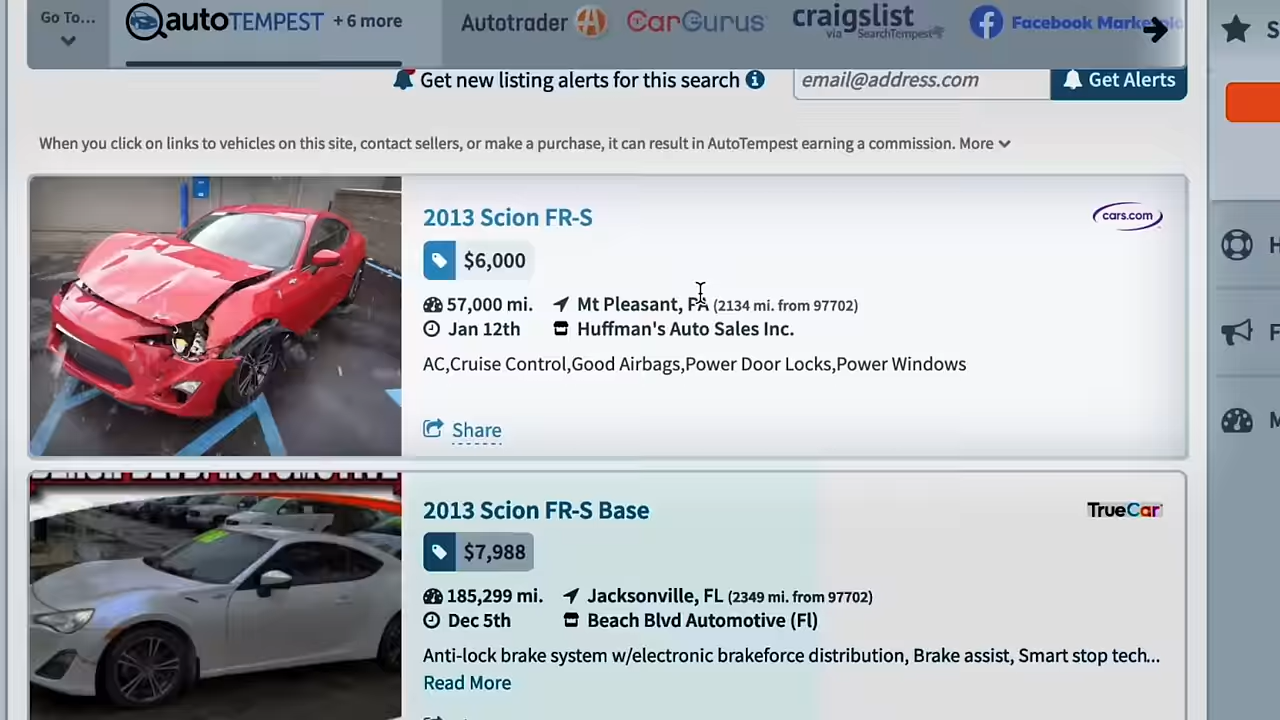 Go To...
autoTEMPEST + 6 more
Autotrader
CarGurus
craigslist
via SearchTempest
Facebook
Get new listing alerts for this search
email@address.com
Get Alerts
When you click on links to vehicles on this site, contact sellers, or make a purchase, it can result in AutoTempest earning a commission. More
2013 Scion FR-S
cars.com
$6,000
57,000 mi. Mt Pleasant, (2134 mi. from 97702)
Jan 12th Huffman's Auto Sales Inc.
AC,Cruise Control,Good Airbags,Power Door Locks,Power Windows
Share
2013 Scion FR-S Base
TrueCar
$7,988
185,299 mi. Jacksonville, FL (2349 mi. from 97702)
Dec 5th Beach Blvd Automotive (Fl)
Anti-lock brake system w/electronic brakeforce distribution, Brake assist, Smart stop tech...
Read More